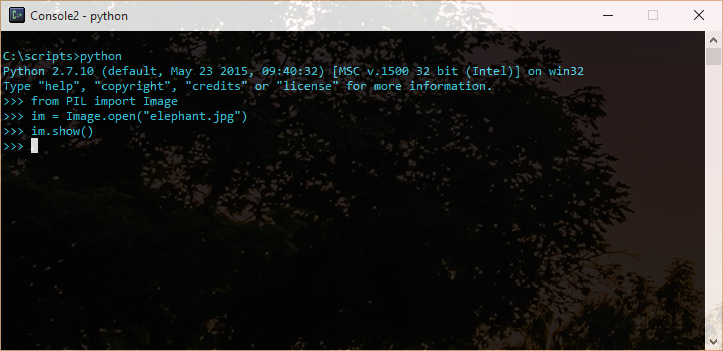 Console2 - python
C:\scripts>python
Python 2.7.10 (default, May 23 2015, 09:40:32) [MSC v.1500 32 bit (Intel)] on win32
Type "help", "copyright", "credits" or "license" for more information.
>>> from PIL import Image
>>> im = Image.open("elephant.jpg")
>>> im.show()
>>>